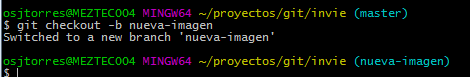 osjtorres@MEZTEC004 MINGW64 ~/proyectos/git/invie (master)
$ git checkout -b nueva-imagen
Switched to a new branch 'nueva-imagen'
osjtorres@MEZTEC004 MINGW64 ~/proyectos/git/invie (nueva-imagen)
$